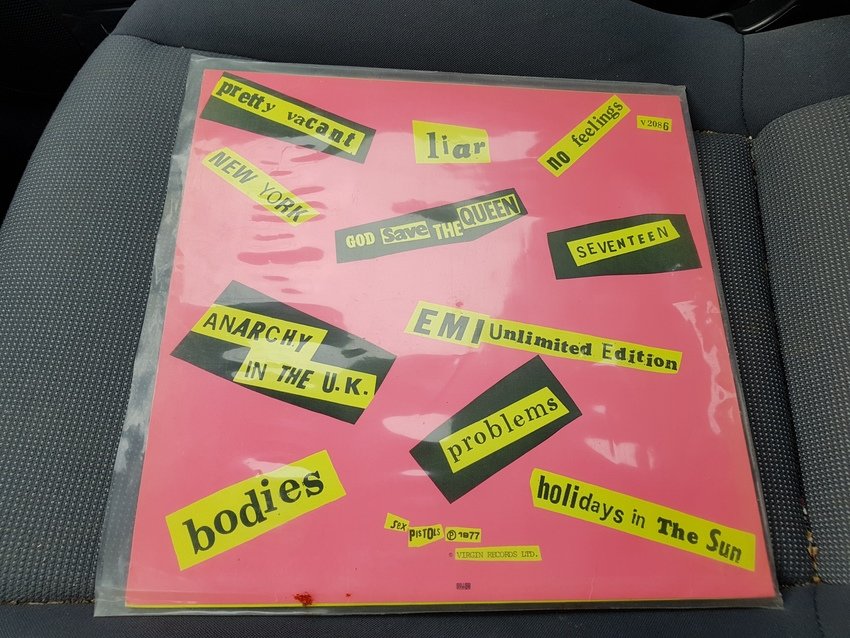 pretty vacant
liar
no feelings
V 2086
NEW YORK
GOD Save THE QUEEN
SEVENTEEN
ANARCHY
IN THE U.K.
EMI Unlimited Edition
problems
bodies
holidays in The Sun
Sex PISTOLS ℗ 1977
© VIRGIN RECORDS LTD.